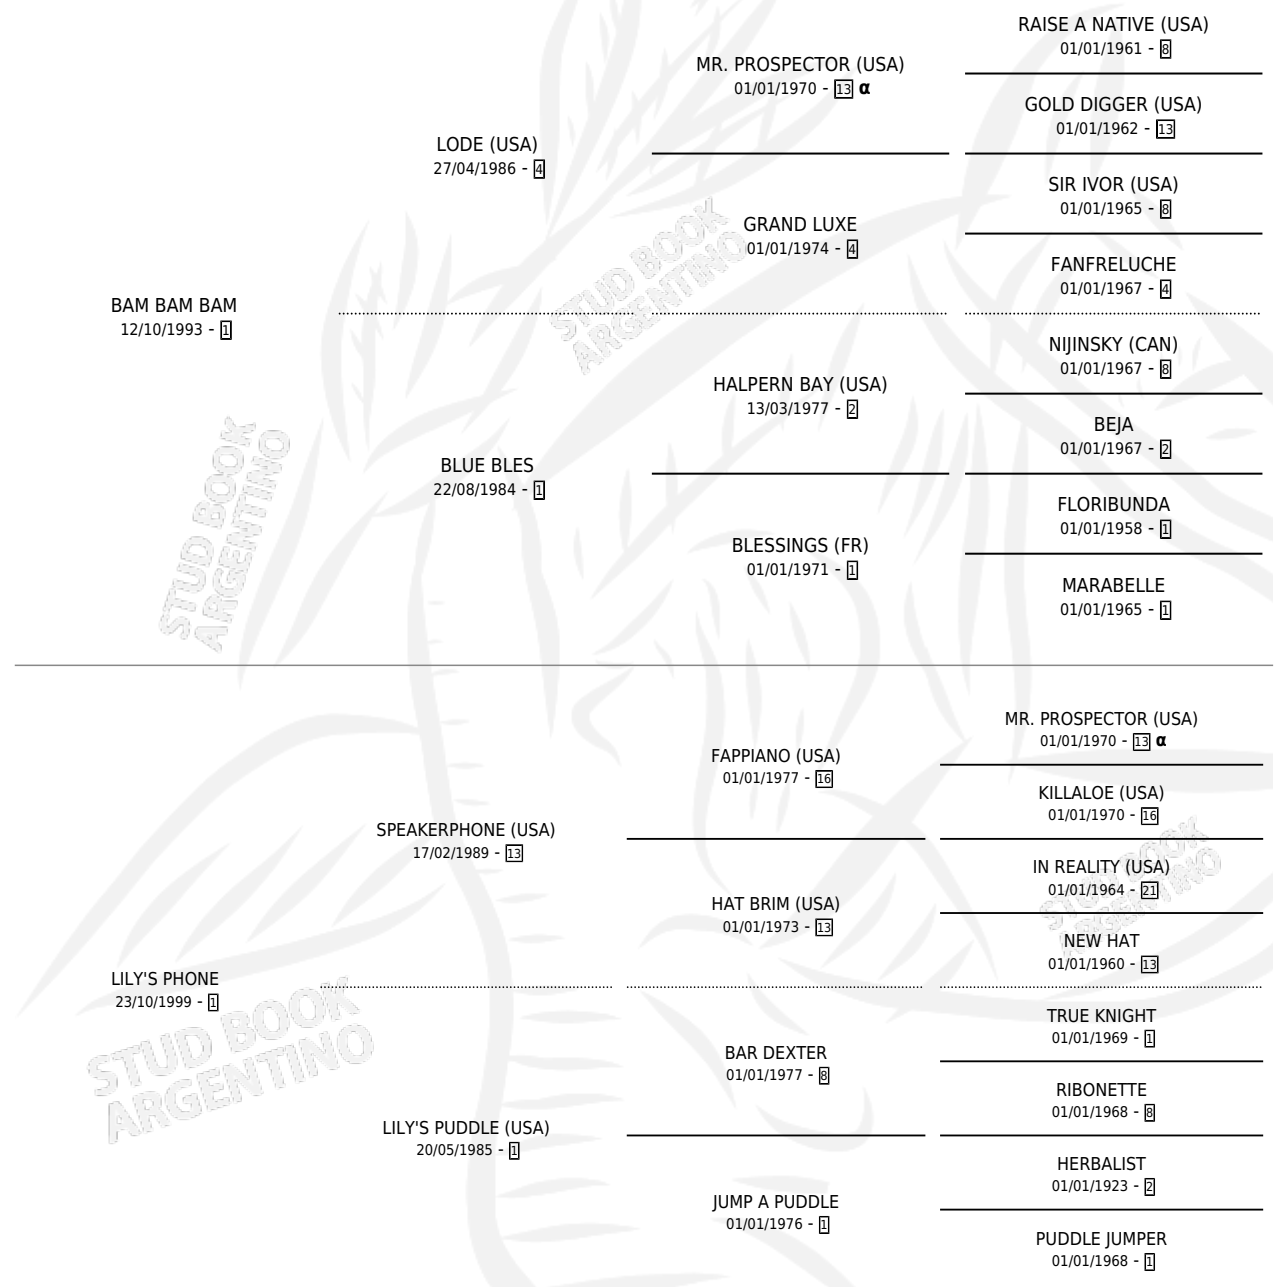 RAISE A NATIVE (USA)
01/01/1961 - 8
MR. PROSPECTOR (USA)
01/01/1970 - 13 α
GOLD DIGGER (USA)
01/01/1962 - 13
LODE (USA)
27/04/1986 - 4
SIR IVOR (USA)
01/01/1965 - 8
GRAND LUXE
01/01/1974 - 4
FANFRELUCHE
01/01/1967 - 4
STUD BOOK
ARGENTINO
BAM BAM BAM
12/10/1993 - 1
NIJINSKY (CAN)
01/01/1967 - 8
HALPERN BAY (USA)
13/03/1977 - 2
BEJA
01/01/1967 - 2
BLUE BLES
22/08/1984 - 1
FLORIBUNDA
01/01/1958 - 1
BLESSINGS (FR)
01/01/1971 - 1
MARABELLE
01/01/1965 - 1
STUD BOOK
ARGENTINO
MR. PROSPECTOR (USA)
01/01/1970 - 13 α
FAPPIANO (USA)
01/01/1977 - 16
KILLALOE (USA)
01/01/1970 - 16
SPEAKERPHONE (USA)
17/02/1989 - 13
IN REALITY (USA)
01/01/1964 - 21
HAT BRIM (USA)
01/01/1973 - 13
NEW HAT
01/01/1960 - 13
STUD BOOK
ARGENTINO
LILY'S PHONE
23/10/1999 - 1
TRUE KNIGHT
01/01/1969 - 1
BAR DEXTER
01/01/1977 - 8
RIBONETTE
01/01/1968 - 8
STUD BOOK
ARGENTINO
LILY'S PUDDLE (USA)
20/05/1985 - 1
HERBALIST
01/01/1923 - 2
JUMP A PUDDLE
01/01/1976 - 1
PUDDLE JUMPER
01/01/1968 - 1